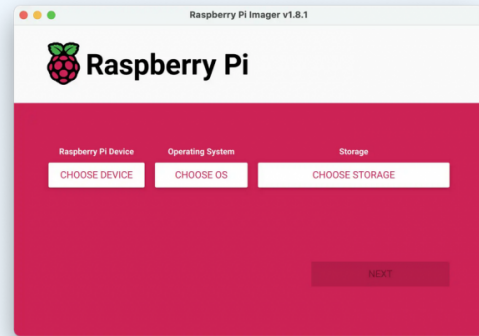 Raspberry Pi Imager v1.8.1
Raspberry Pi
Raspberry Pi Device Operating System Storage
CHOOSE DEVICE CHOOSE OS CHOOSE STORAGE
NEXT